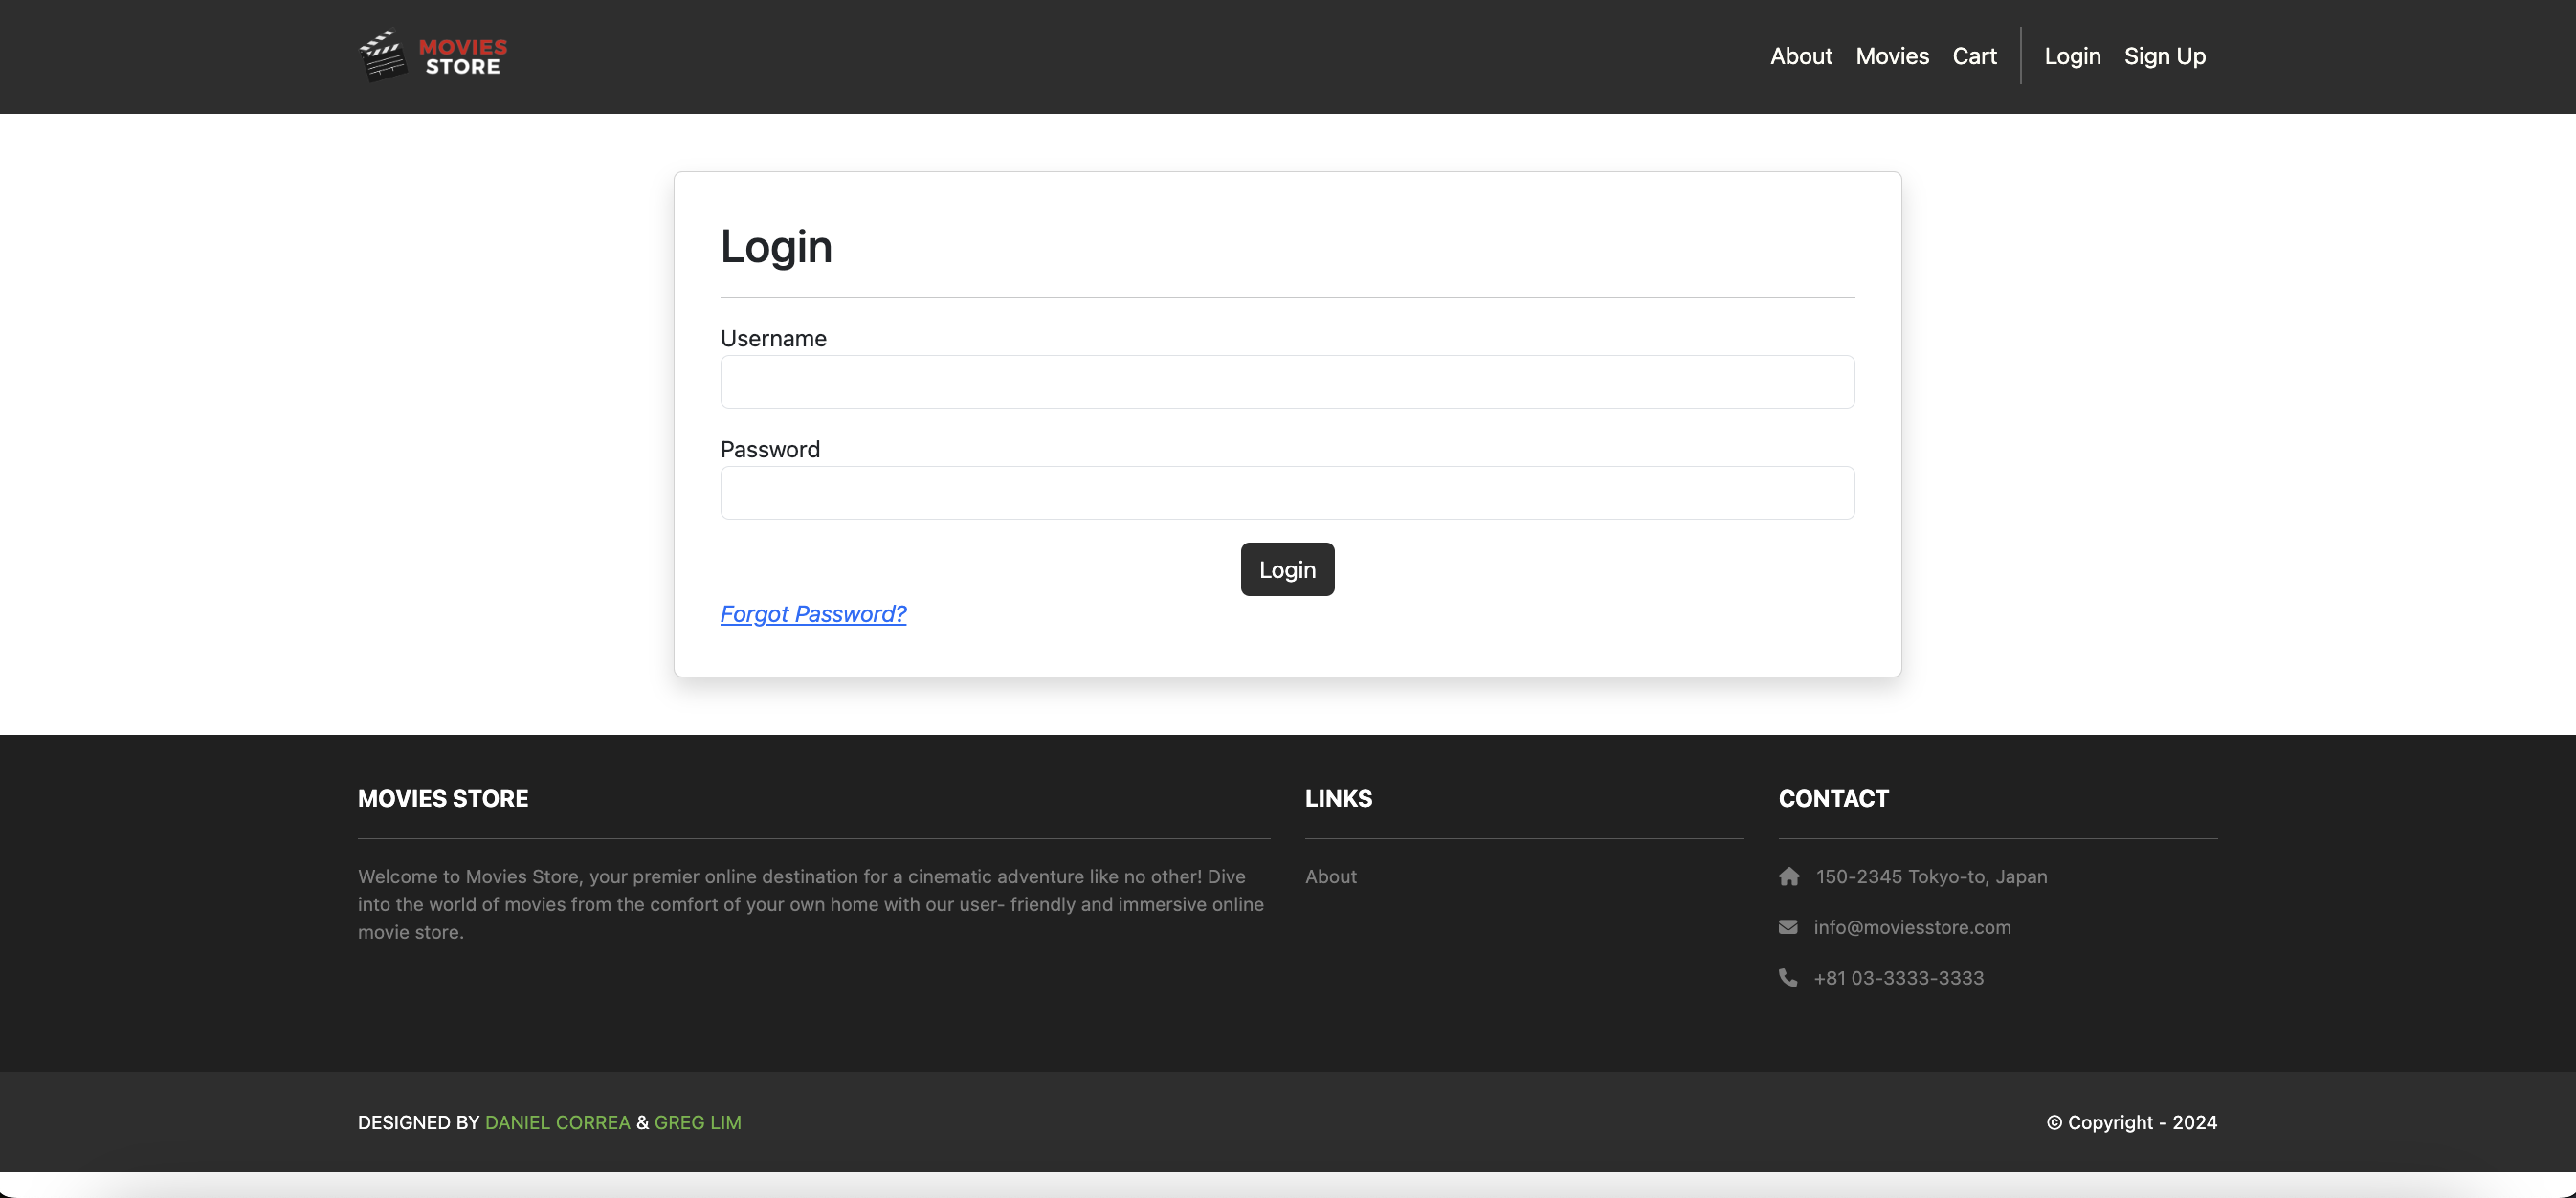 MOVIES
STORE
About Movies Cart Login Sign Up
Login
Username
Password
Login
Forgot Password?
MOVIES STORE
Welcome to Movies Store, your premier online destination for a cinematic adventure like no other! Dive
into the world of movies from the comfort of your own home with our user- friendly and immersive online
movie store.
LINKS
About
CONTACT
150-2345 Tokyo-to, Japan
info@moviesstore.com
+81 03-3333-3333
DESIGNED BY DANIEL CORREA & GREG LIM
© Copyright - 2024